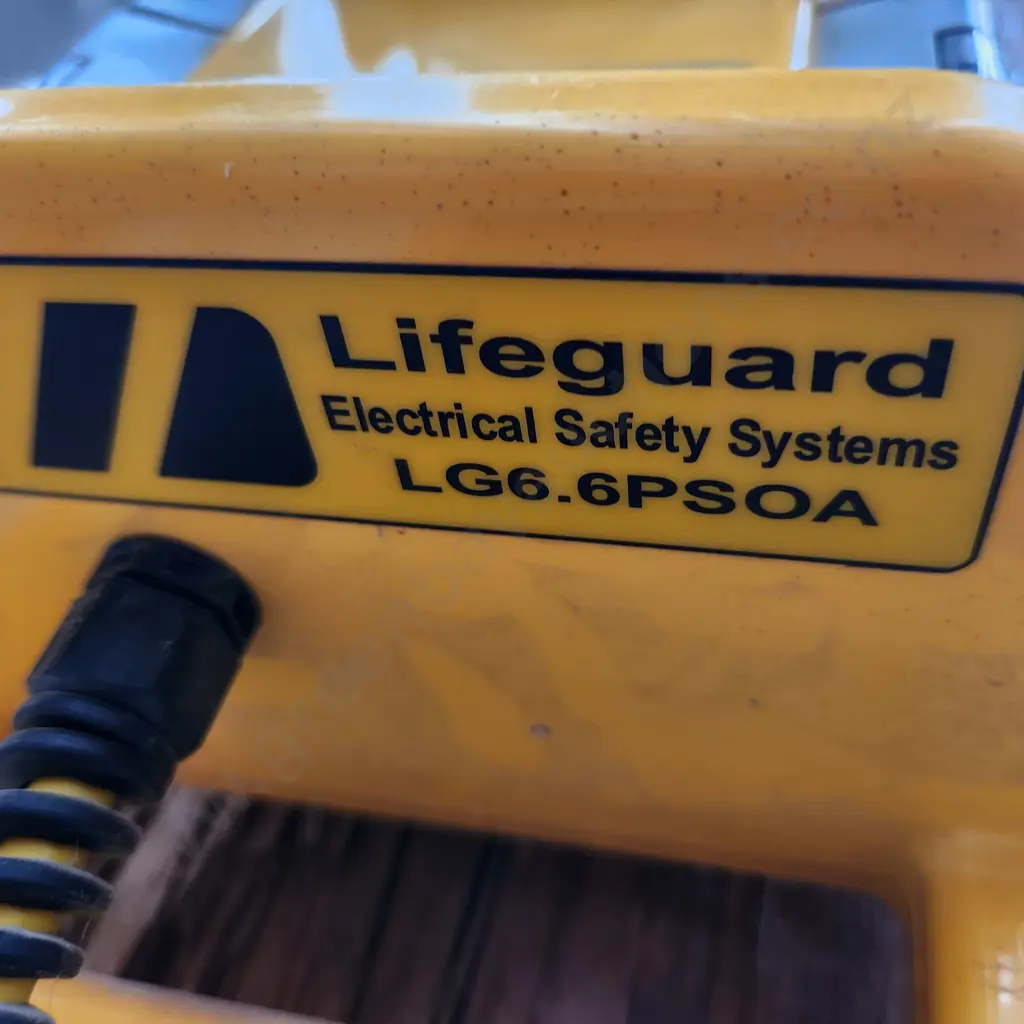 Lifeguard
Electrical Safety Systems
LG6.6PSOA